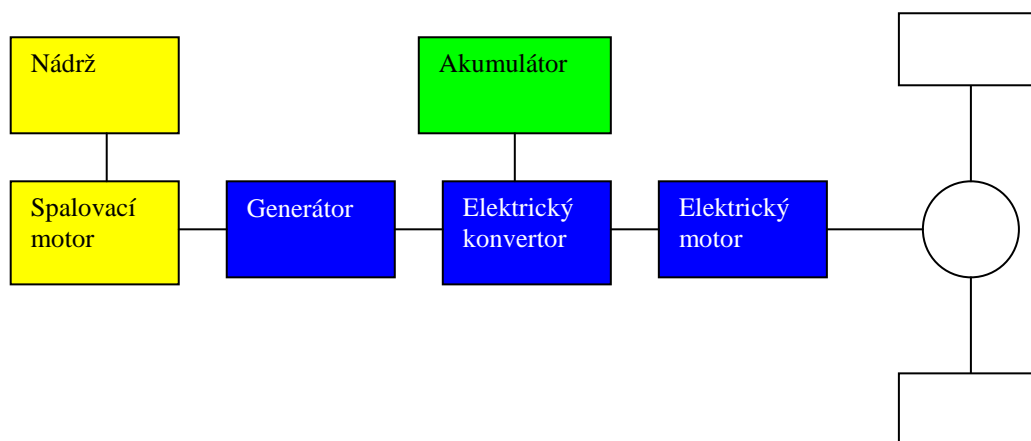 Nádrž
Akumulátor
Spalovací
motor
Generátor
Elektrický
konvertor
Elektrický
motor